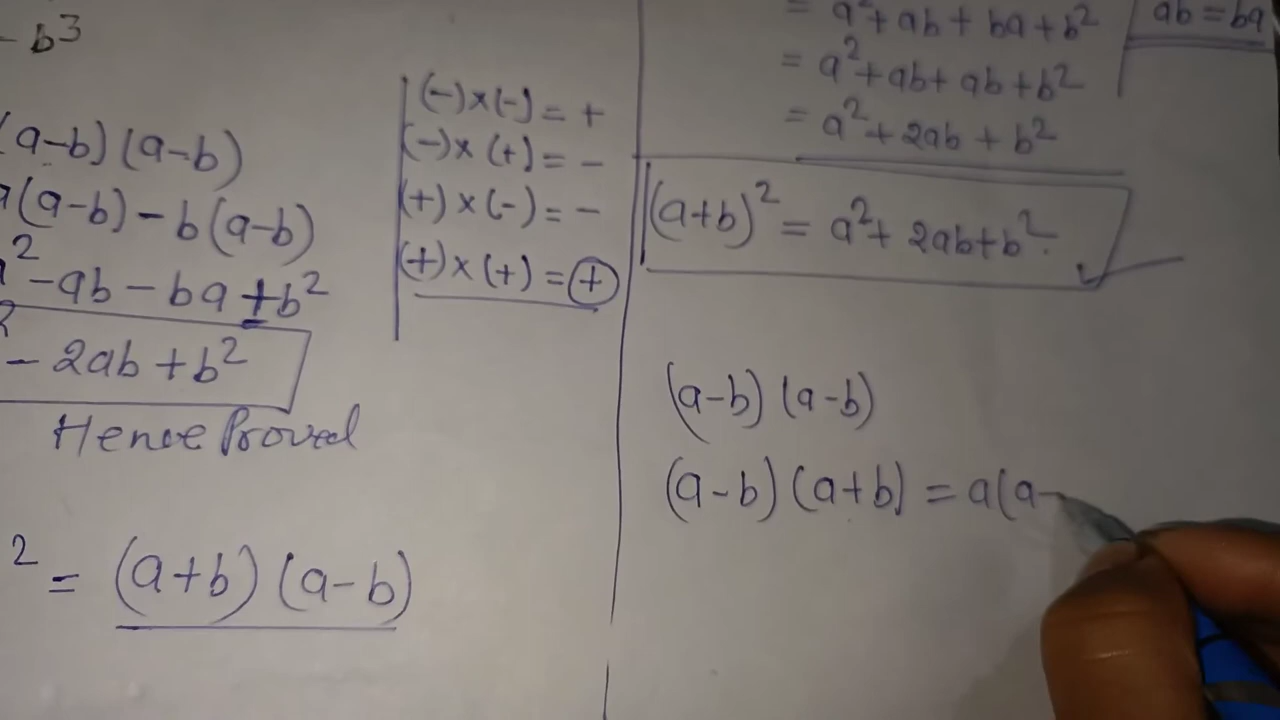 - b³
(a-b) (a-b)
a(a-b) - b(a-b)
a² - ab - ba + b²
² - 2ab + b²
Hence Proved
² = (a+b) (a-b)
(-)×(-) = +
(-)×(+) = -
(+)×(-) = -
(+)×(+) = +
= a² + ab + ba + b²
ab = ba
= a² + ab + ab + b²
= a² + 2ab + b²
(a+b)² = a² + 2ab + b².
(a-b) (a-b)
(a-b) (a+b) = a(a-